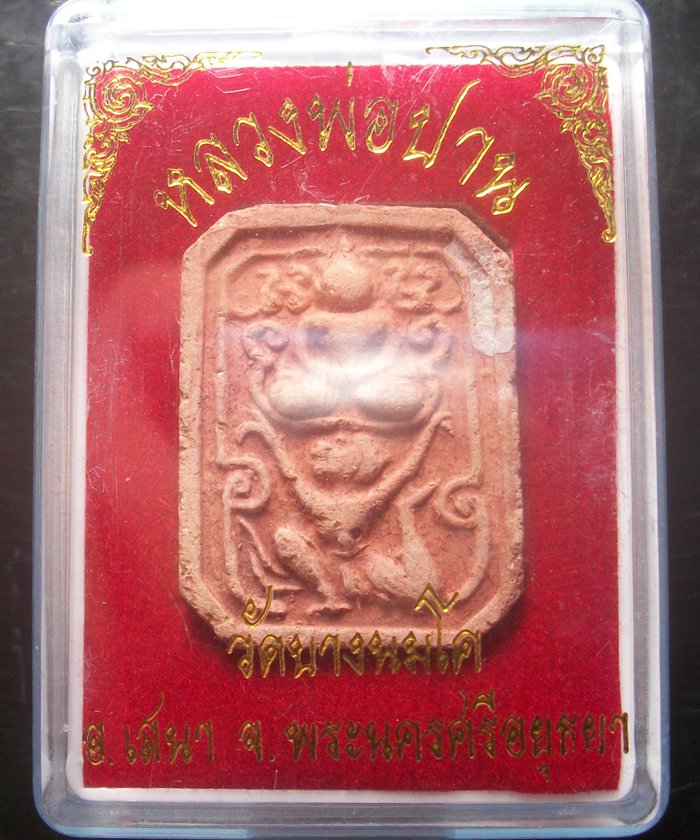 หลวงพ่อปาน
วัดบางนมโค
อ.เสนา จ.พระนครศรีอยุธยา